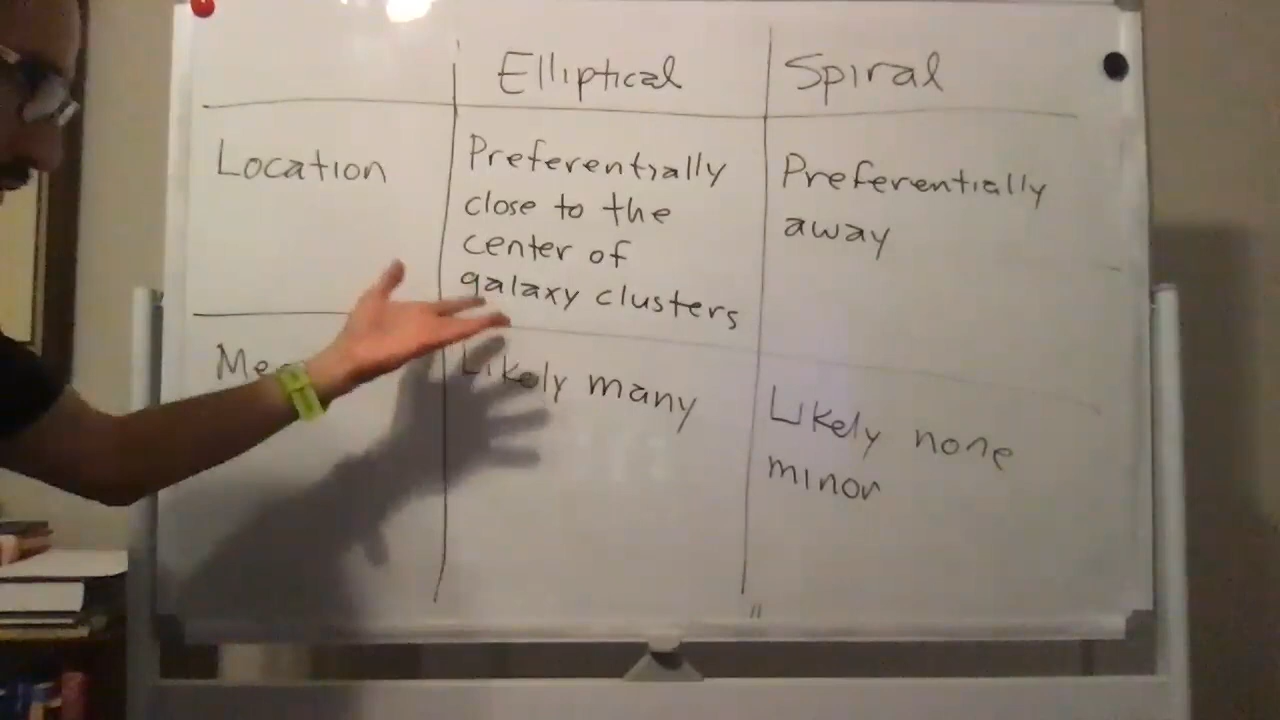 Elliptical
Spiral
Location
Preferentially
close to the
center of
galaxy clusters
Preferentially
away
Likely many
Likely none
minor